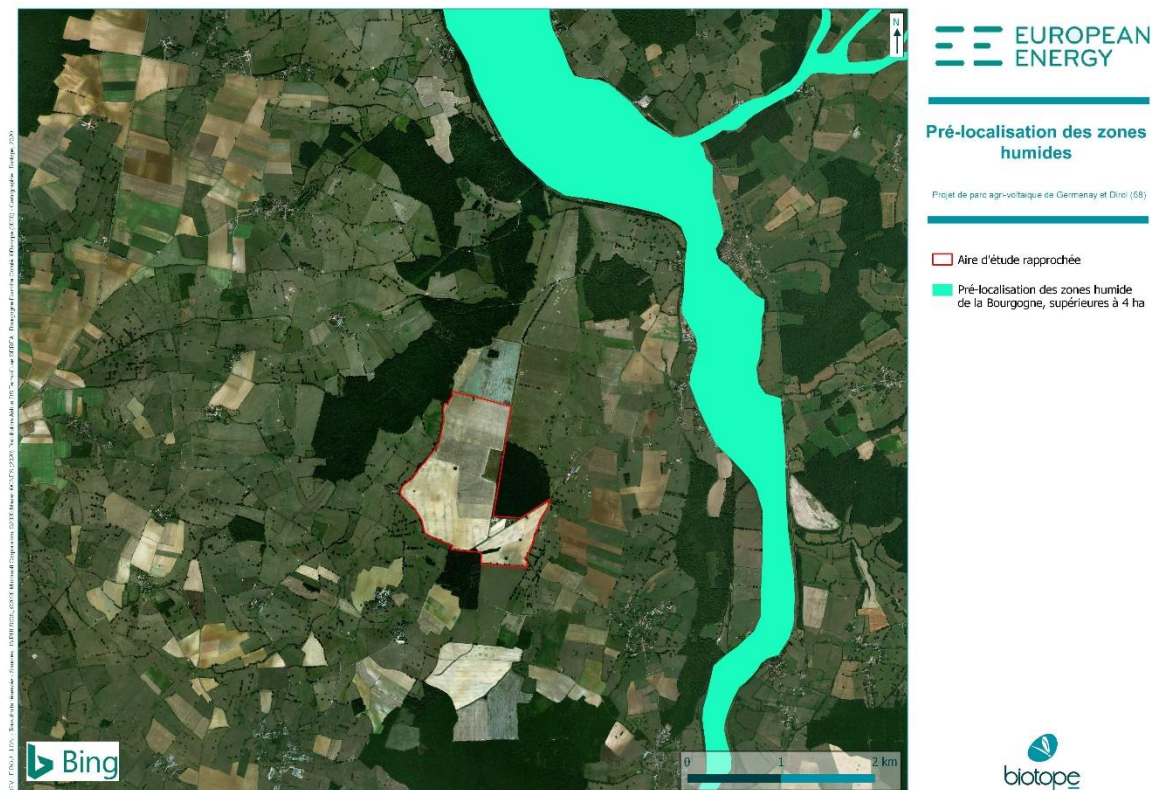 N
EUROPEAN
ENERGY
Pré-localisation des zones
humides
Projet de parc agri-voltaïque de Germenay et Dirol (58)
Aire d'étude rapprochée
Pré-localisation des zones humide
de la Bourgogne, supérieures à 4 ha
Bing
0 1 2 km
biotope